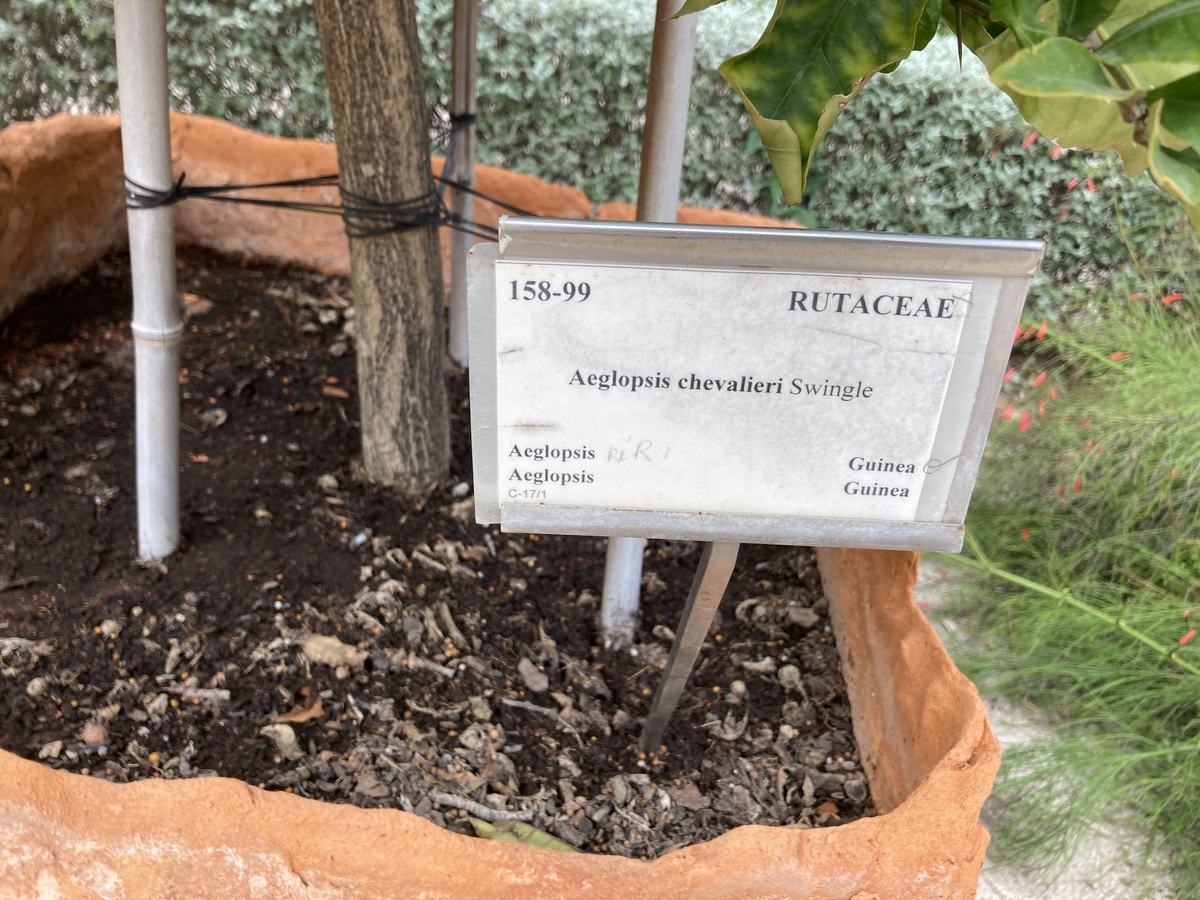 158-99 RUTACEAE
Aeglopsis chevalieri Swingle
Aeglopsis Guinea
Aeglopsis Guinea
C-17/1